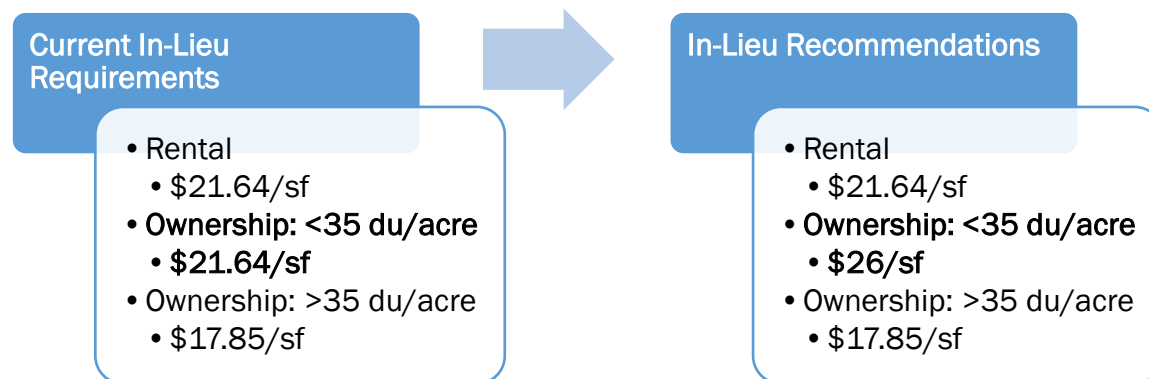 Current In-Lieu
Requirements
• Rental
• $21.64/sf
• Ownership: <35 du/acre
• $21.64/sf
• Ownership: >35 du/acre
• $17.85/sf
In-Lieu Recommendations
• Rental
• $21.64/sf
• Ownership: <35 du/acre
• $26/sf
• Ownership: >35 du/acre
• $17.85/sf